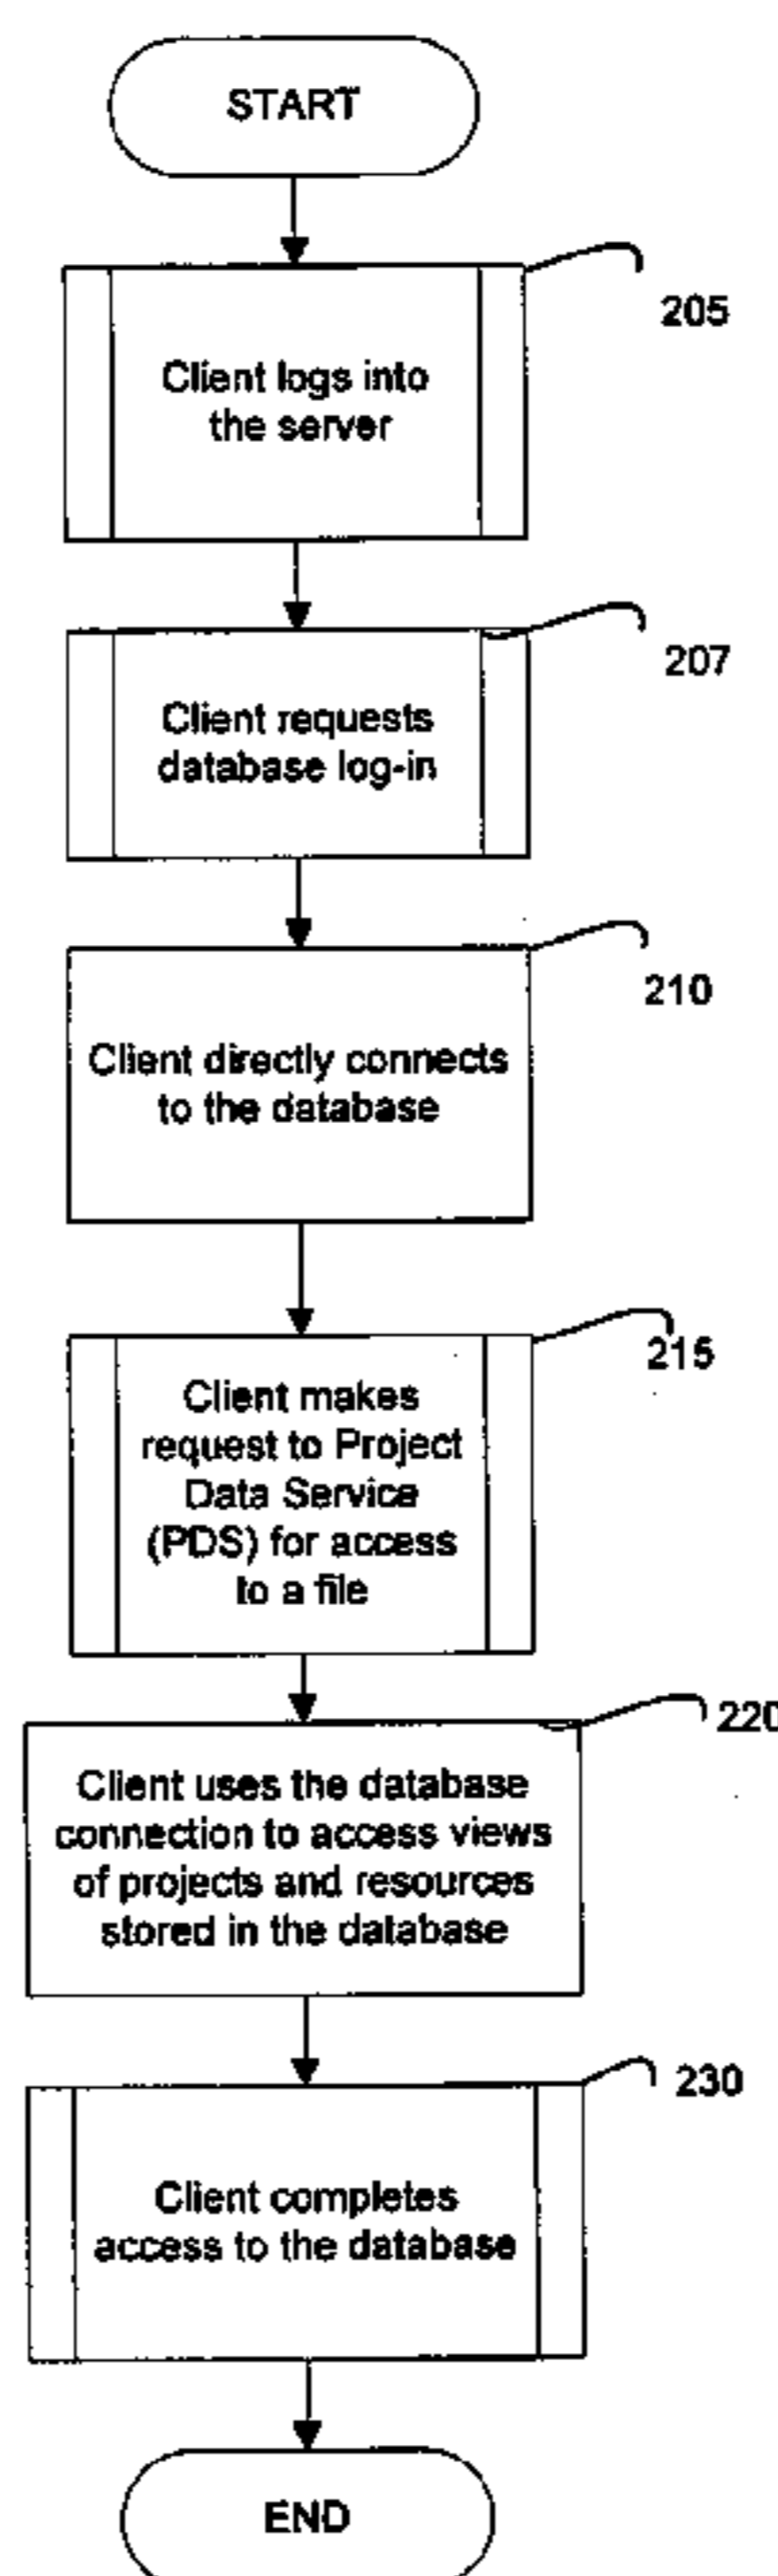 START
205
Client logs into
the server
207
Client requests
database log-in
210
Client directly connects
to the database
215
Client makes
request to Project
Data Service
(PDS) for access
to a file
220
Client uses the database
connection to access views
of projects and resources
stored in the database
230
Client completes
access to the database
END